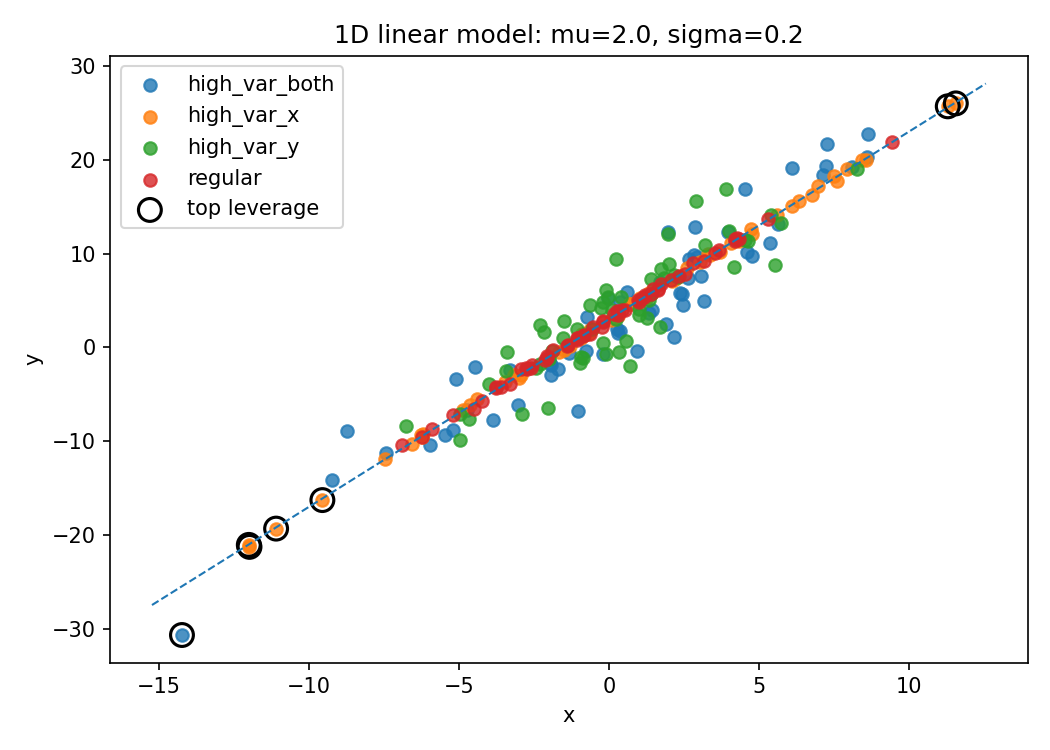 1D linear model: mu=2.0, sigma=0.2
high_var_both
high_var_x
high_var_y
regular
top leverage
30
20
10
0
−10
−20
−30
y
−15
−10
−5
0
5
10
x